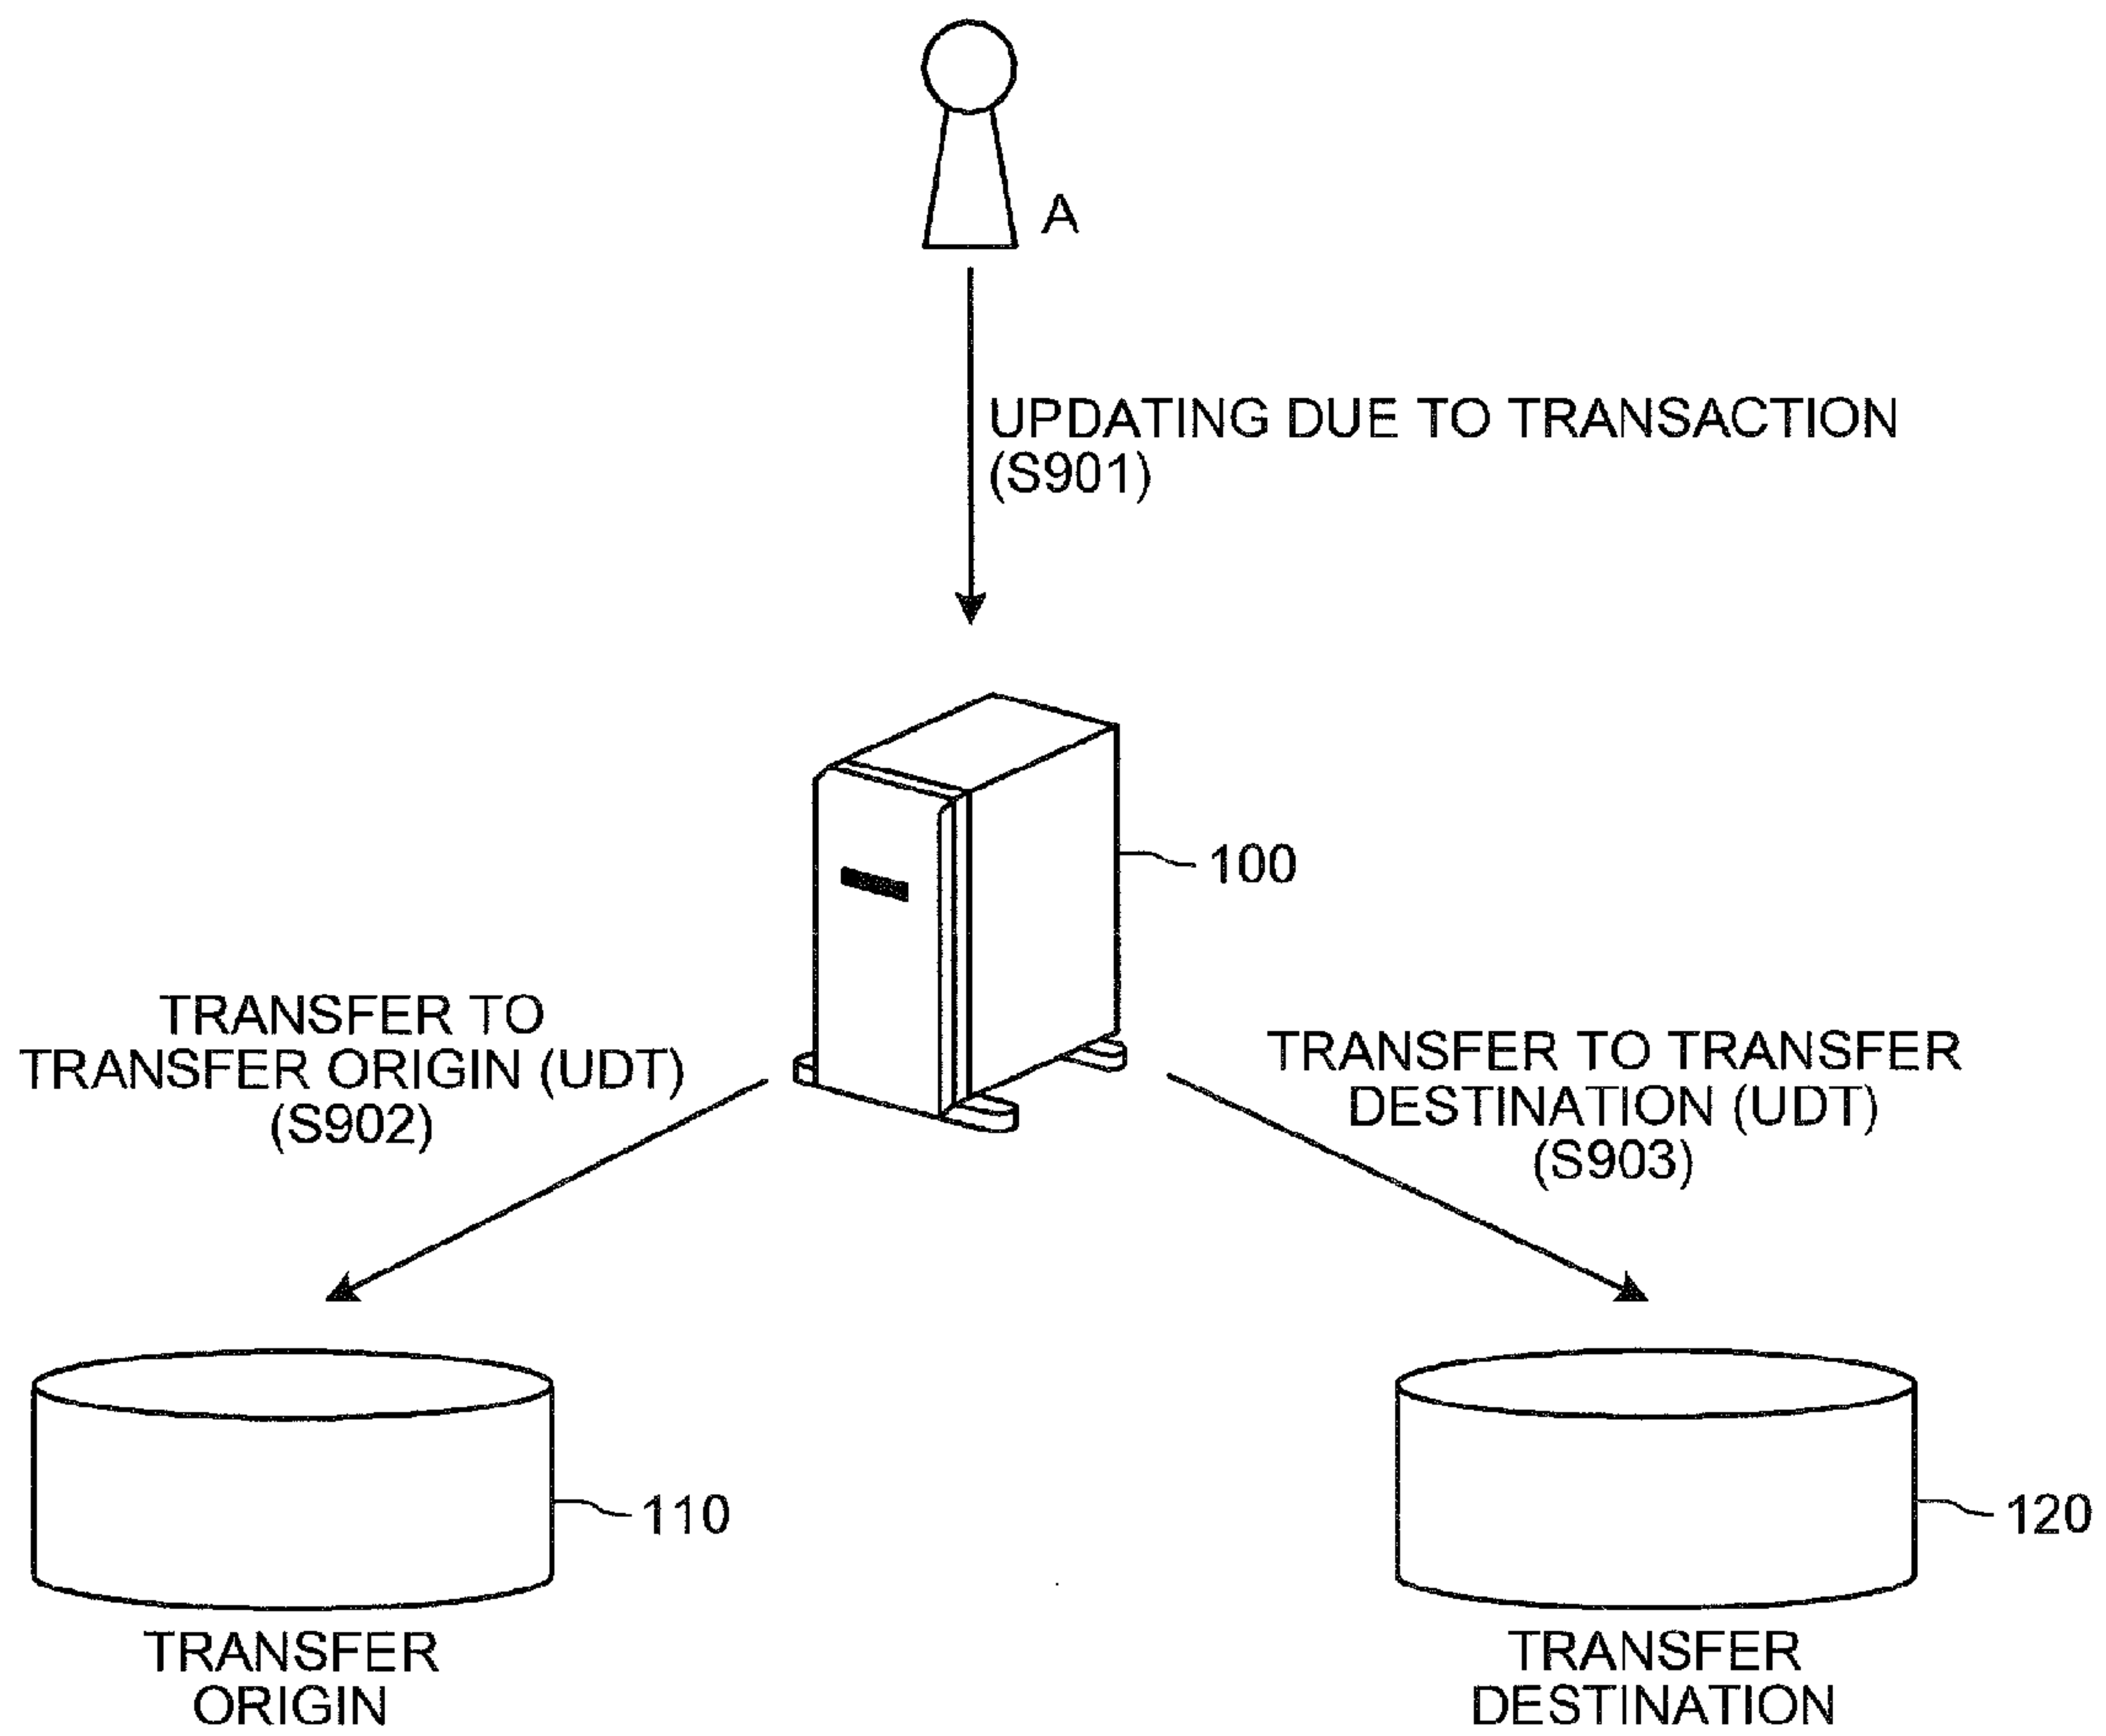 A
UPDATING DUE TO TRANSACTION
(S901)
100
TRANSFER TO
TRANSFER ORIGIN (UDT)
(S902)
TRANSFER TO TRANSFER
DESTINATION (UDT)
(S903)
110
120
TRANSFER
ORIGIN
TRANSFER
DESTINATION